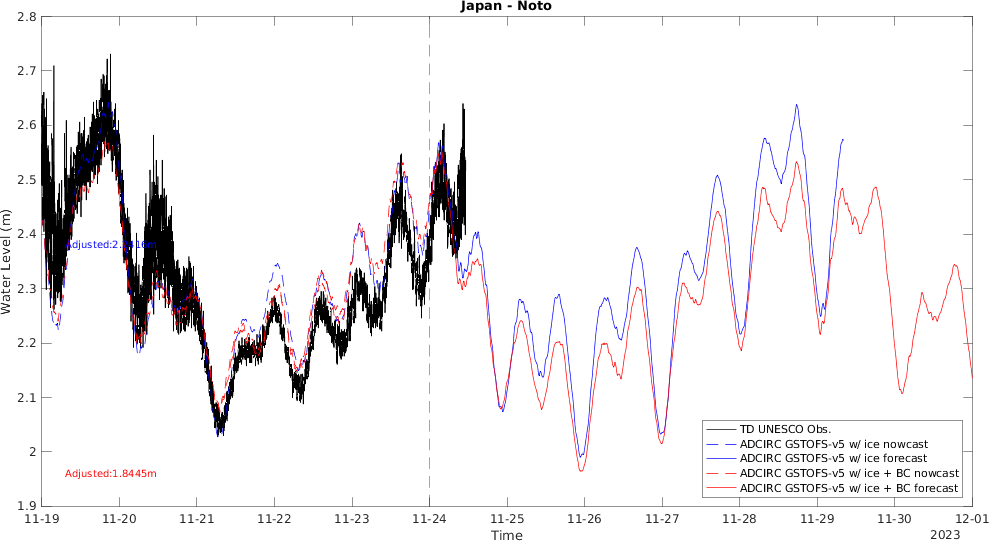 Japan - Noto
2.8
2.7
2.6
2.5
2.4
2.3
2.2
2.1
2
1.9
Water Level (m)
Adjusted:1.8445m
TD UNESCO Obs.
ADCIRC GSTOFS-v5 w/ ice nowcast
ADCIRC GSTOFS-v5 w/ ice forecast
ADCIRC GSTOFS-v5 w/ ice + BC nowcast
ADCIRC GSTOFS-v5 w/ ice + BC forecast
11-19 11-20 11-21 11-22 11-23 11-24 11-25 11-26 11-27 11-28 11-29 11-30 12-01
Time
2023